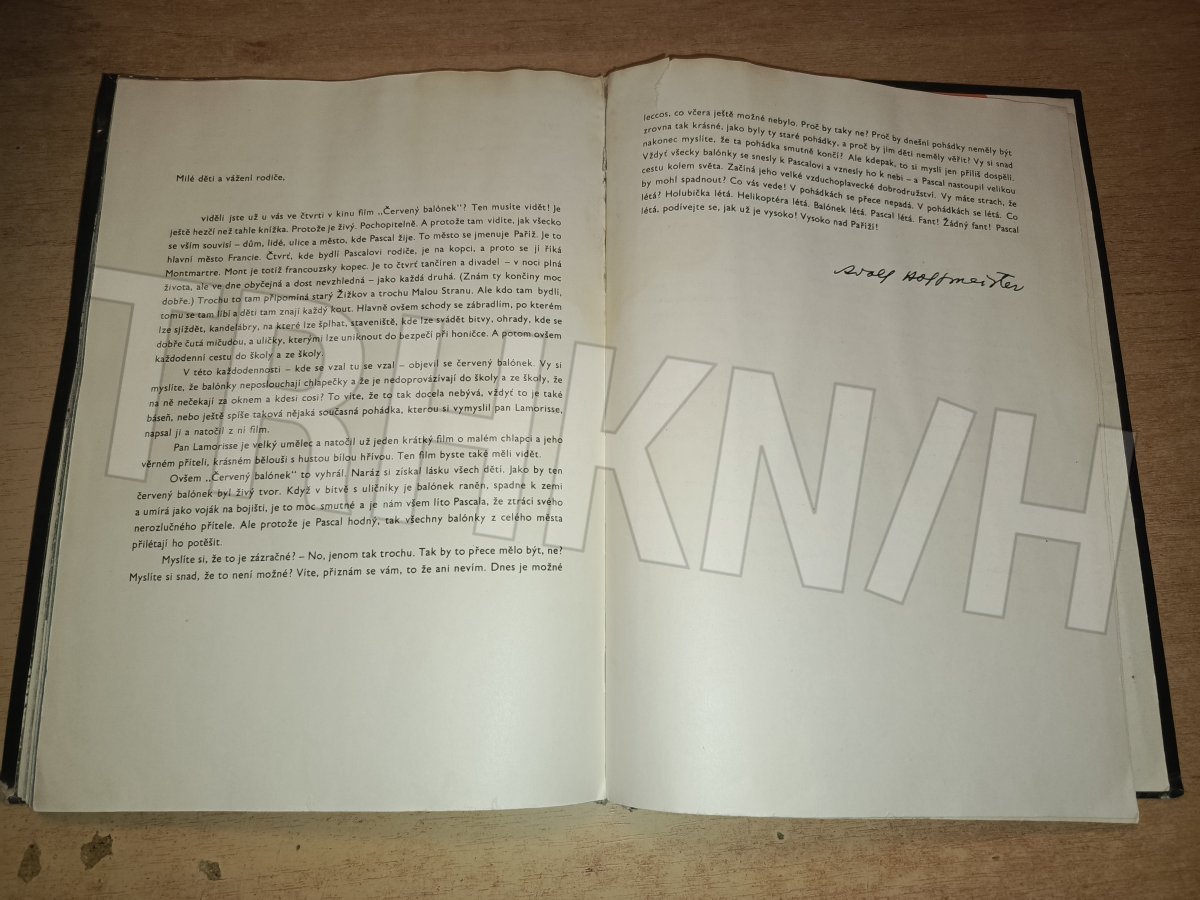 Milé děti a vážení rodiče,
viděli jste už u vás ve čtvrti v kinu film „Červený balónek"? Ten musíte vidět! Je
ještě hezčí než tahle knížka. Protože je živý. Pochopitelně. A protože tam vidíte, jak všecko
se vším souvisí – dům, lidé, ulice a město, kde Pascal žije. To město se jmenuje Paříž. Je to
hlavní město Francie. Čtvrť, kde bydlí Pascalovi rodiče, je na kopci, a proto se jí říká
Montmartre. Mont je totiž francouzsky kopec. Je to čtvrť tančíren a divadel – v noci plná
života, ale ve dne obyčejná a dost nevzhledná – jako každá druhá. (Znám ty končiny moc
dobře.) Trochu to tam připomíná starý Žižkov a trochu Malou Stranu. Ale kdo tam bydlí,
tomu se tam líbí a děti tam znají každý kout. Hlavně ovšem schody se zábradlím, po kterém
lze sjíždět, kandelábry, na které lze šplhat, staveniště, kde lze svádět bitvy, ohrady, kde se
dobře čutá mičudou, a uličky, kterými lze uniknout do bezpečí při honičce. A potom ovšem
každodenní cestu do školy a ze školy.
V této každodennosti – kde se vzal tu se vzal – objevil se červený balónek. Vy si
myslíte, že balónky neposlouchají chlapečky a že je nedoprovázívají do školy a ze školy, že
na ně nečekají za oknem a kdesi cosi? To víte, že to tak docela nebývá, vždyť to je také
báseň, nebo ještě spíše taková nějaká současná pohádka, kterou si vymyslil pan Lamorisse,
napsal ji a natočil z ní film.
Pan Lamorisse je velký umělec a natočil už jeden krátký film o malém chlapci a jeho
věrném příteli, krásném bělouši s hustou bílou hřívou. Ten film byste také měli vidět.
Ovšem „Červený balónek" to vyhrál. Naráz si získal lásku všech dětí. Jako by ten
červený balónek byl živý tvor. Když v bitvě s uličníky je balónek raněn, spadne k zemi
a umírá jako voják na bojišti, je to moc smutné a je nám všem líto Pascala, že ztrácí svého
nerozlučného přítele. Ale protože je Pascal hodný, tak všechny balónky z celého města
přilétají ho potěšit.
Myslíte si, že to je zázračné? – No, jenom tak trochu. Tak by to přece mělo být, ne?
Myslíte si snad, že to není možné? Víte, přiznám se vám, to že ani nevím. Dnes je možné
leccos, co včera ještě možné nebylo. Proč by taky ne? Proč by dnešní pohádky neměly být
zrovna tak krásné, jako byly ty staré pohádky, a proč by jim děti neměly věřit? Vy si snad
nakonec myslíte, že ta pohádka smutně končí? Ale kdepak, to si myslí jen příliš dospělí.
Vždyť všecky balónky se snesly k Pascalovi a vznesly ho k nebi – a Pascal nastoupil velikou
cestu kolem světa. Začíná jeho velké vzduchoplavecké dobrodružství. Vy máte strach, že
by mohl spadnout? Co vás vede! V pohádkách se přece nepadá. V pohádkách se létá. Co
létá? Holubička létá. Helikoptéra létá. Balónek létá. Pascal létá. Fant! Žádný fant! Pascal
létá, podívejte se, jak už je vysoko! Vysoko nad Paříží!
Adolf Hoffmeister
TRHKNIH